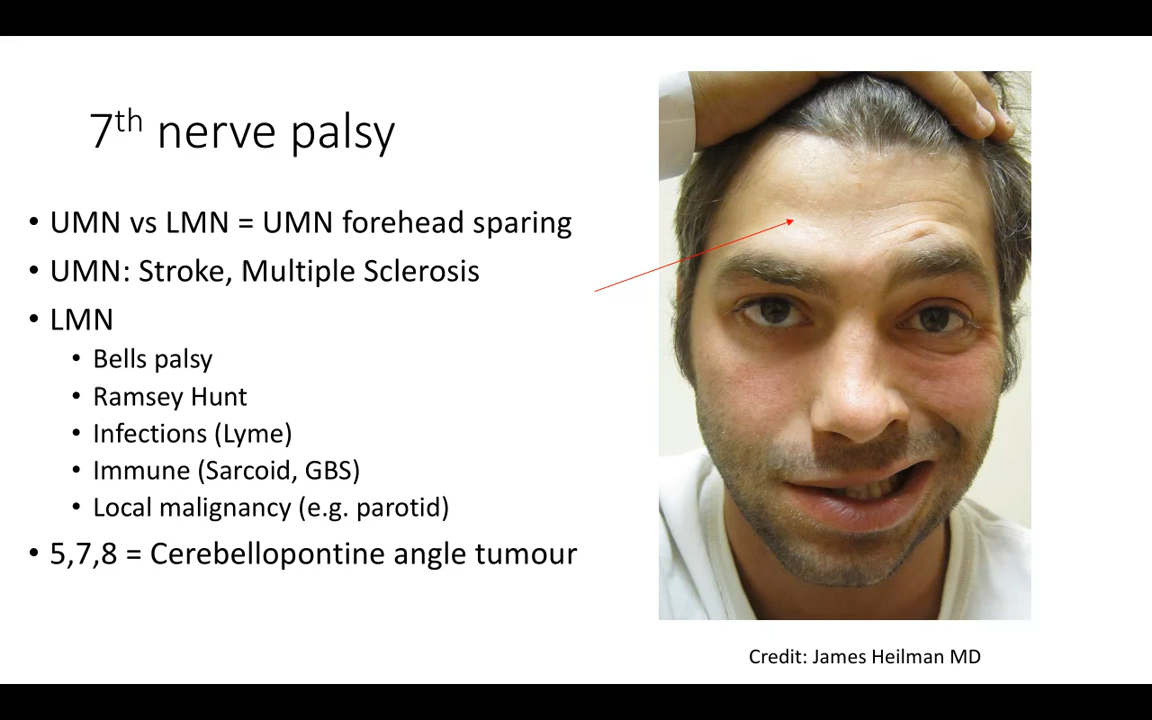 7th nerve palsy
• UMN vs LMN = UMN forehead sparing
• UMN: Stroke, Multiple Sclerosis
• LMN
• Bells palsy
• Ramsey Hunt
• Infections (Lyme)
• Immune (Sarcoid, GBS)
• Local malignancy (e.g. parotid)
• 5,7,8 = Cerebellopontine angle tumour
Credit: James Heilman MD